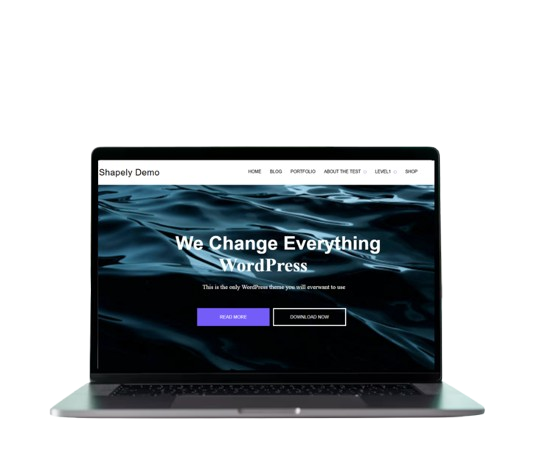 Shapely Demo
HOME BLOG PORTFOLIO ABOUT THE TEST LEVEL1 SHOP
We Change Everything
WordPress
This is the only WordPress theme you will everwant to use
READ MORE DOWNLOAD NOW